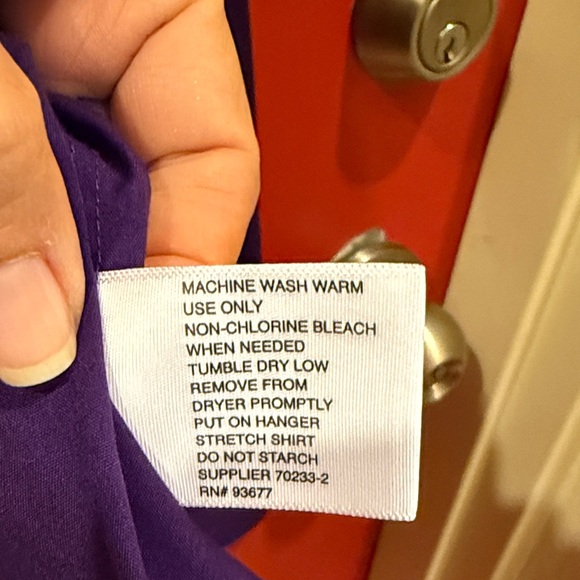 MACHINE WASH WARM
USE ONLY
NON-CHLORINE BLEACH
WHEN NEEDED
TUMBLE DRY LOW
REMOVE FROM
DRYER PROMPTLY
PUT ON HANGER
STRETCH SHIRT
DO NOT STARCH
SUPPLIER 70233-2
RN# 93677